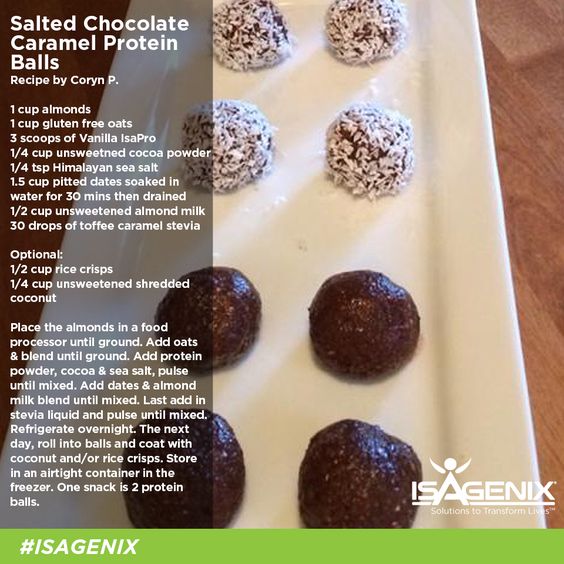 Salted Chocolate
Caramel Protein
Balls
Recipe by Coryn P.
1 cup almonds
1 cup gluten free oats
3 scoops of Vanilla IsaPro
1/4 cup unsweetned cocoa powder
1/4 tsp Himalayan sea salt
1.5 cup pitted dates soaked in
water for 30 mins then drained
1/2 cup unsweetened almond milk
30 drops of toffee caramel stevia
Optional:
1/2 cup rice crisps
1/4 cup unsweetened shredded
coconut
Place the almonds in a food
processor until ground. Add oats
& blend until ground. Add protein
powder, cocoa & sea salt, pulse
until mixed. Add dates & almond
milk blend until mixed. Last add in
stevia liquid and pulse until mixed.
Refrigerate overnight. The next
day, roll into balls and coat with
coconut and/or rice crisps. Store
in an airtight container in the
freezer. One snack is 2 protein
balls.
ISAGENIX
Solutions to Transform Lives™
#ISAGENIX